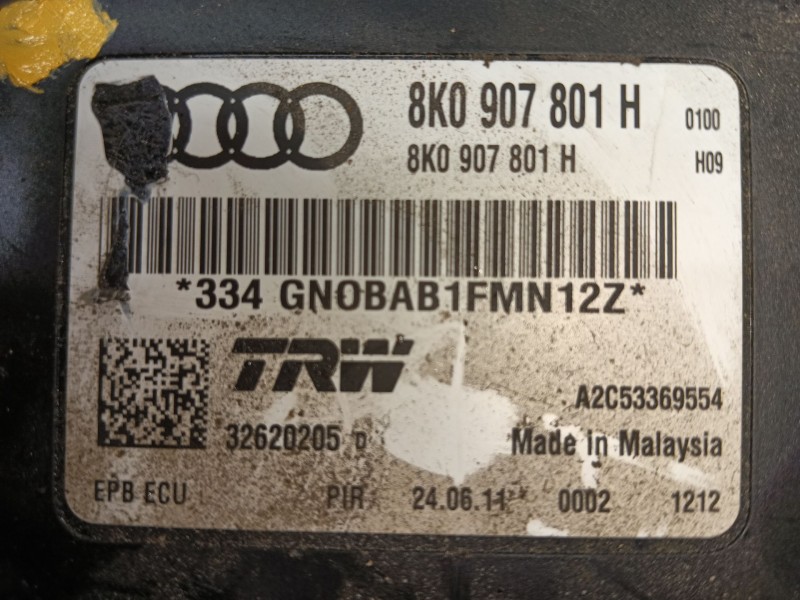 8K0 907 801 H 0100
8K0 907 801 H H09
*334 GNOBAB1FMN12Z*
TRW
A2C53369554
32620205 D Made in Malaysia
EPB ECU PIR 24.06.11 0002 1212